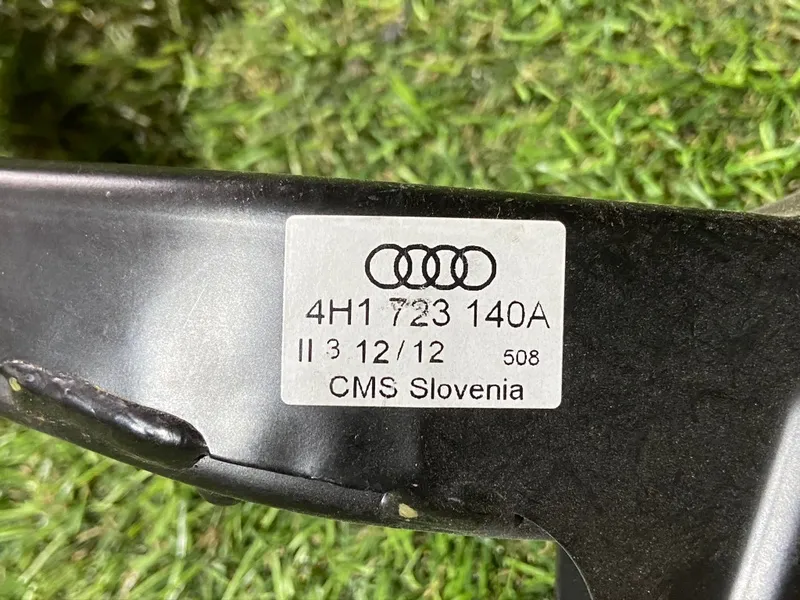 4H1 723 140A
II 3 12/12 508
CMS Slovenia